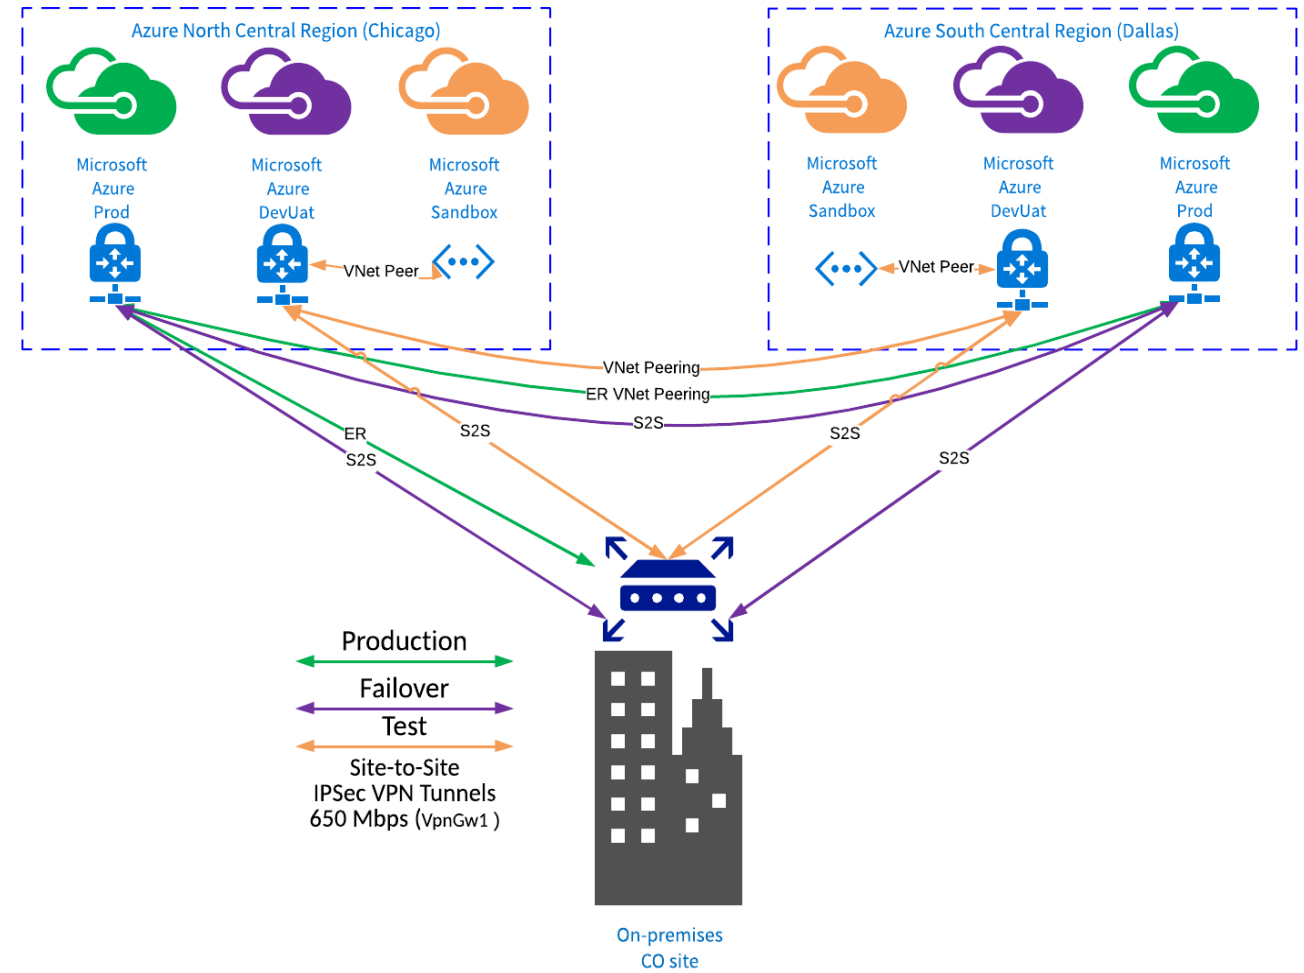 Azure North Central Region (Chicago)
Azure South Central Region (Dallas)
Microsoft
Azure
Prod
Microsoft
Azure
DevUat
Microsoft
Azure
Sandbox
Microsoft
Azure
Sandbox
Microsoft
Azure
DevUat
Microsoft
Azure
Prod
VNet Peer
VNet Peer
VNet Peering
ER VNet Peering
S2S
ER
S2S
S2S
S2S
S2S
Production
Failover
Test
Site-to-Site
IPSec VPN Tunnels
650 Mbps (VpnGw1 )
On-premises
CO site